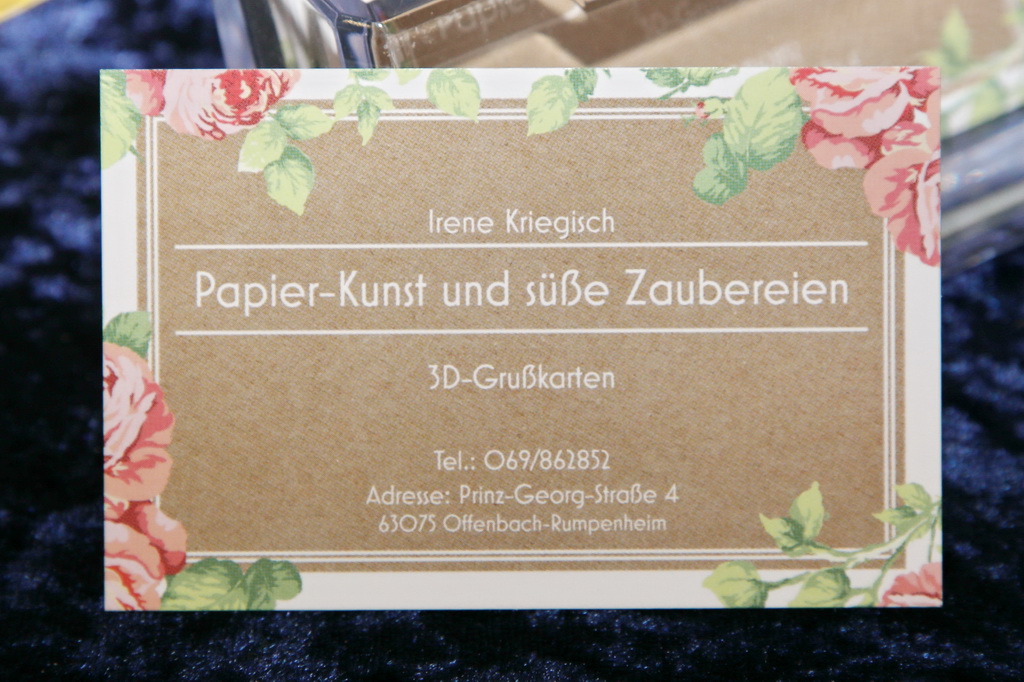 Papier
Irene Kriegisch
Papier-Kunst und süße Zaubereien
3D-Grußkarten
Tel.: 069/862852
Adresse: Prinz-Georg-Straße 4
63075 Offenbach-Rumpenheim